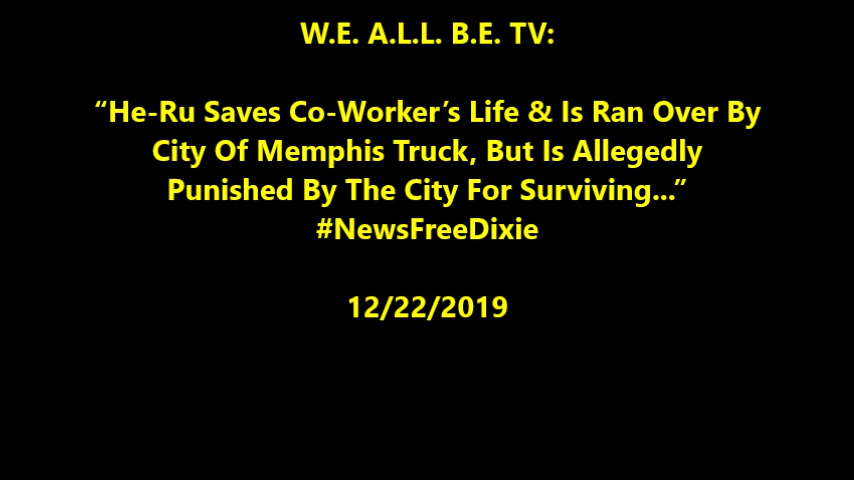 W.E. A.L.L. B.E. TV:
“He-Ru Saves Co-Worker’s Life & Is Ran Over By
City Of Memphis Truck, But Is Allegedly
Punished By The City For Surviving...”
#NewsFreeDixie
12/22/2019